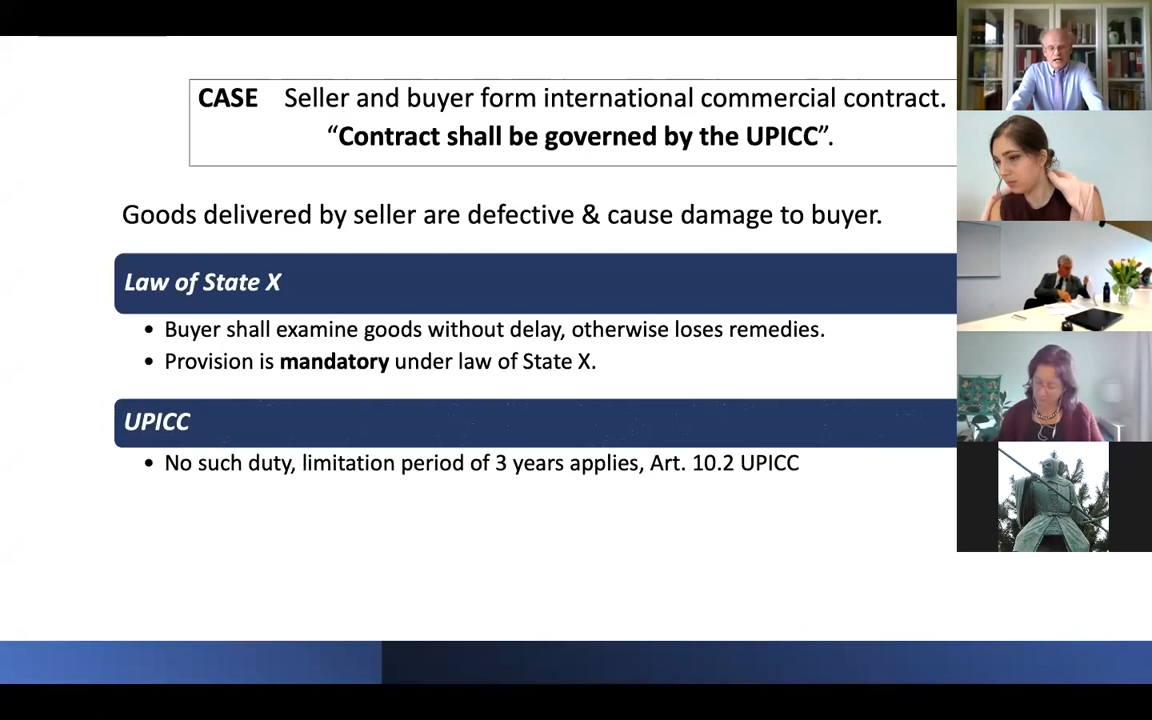 CASE Seller and buyer form international commercial contract.
“Contract shall be governed by the UPICC”.
Goods delivered by seller are defective & cause damage to buyer.
Law of State X
• Buyer shall examine goods without delay, otherwise loses remedies.
• Provision is mandatory under law of State X.
UPICC
• No such duty, limitation period of 3 years applies, Art. 10.2 UPICC